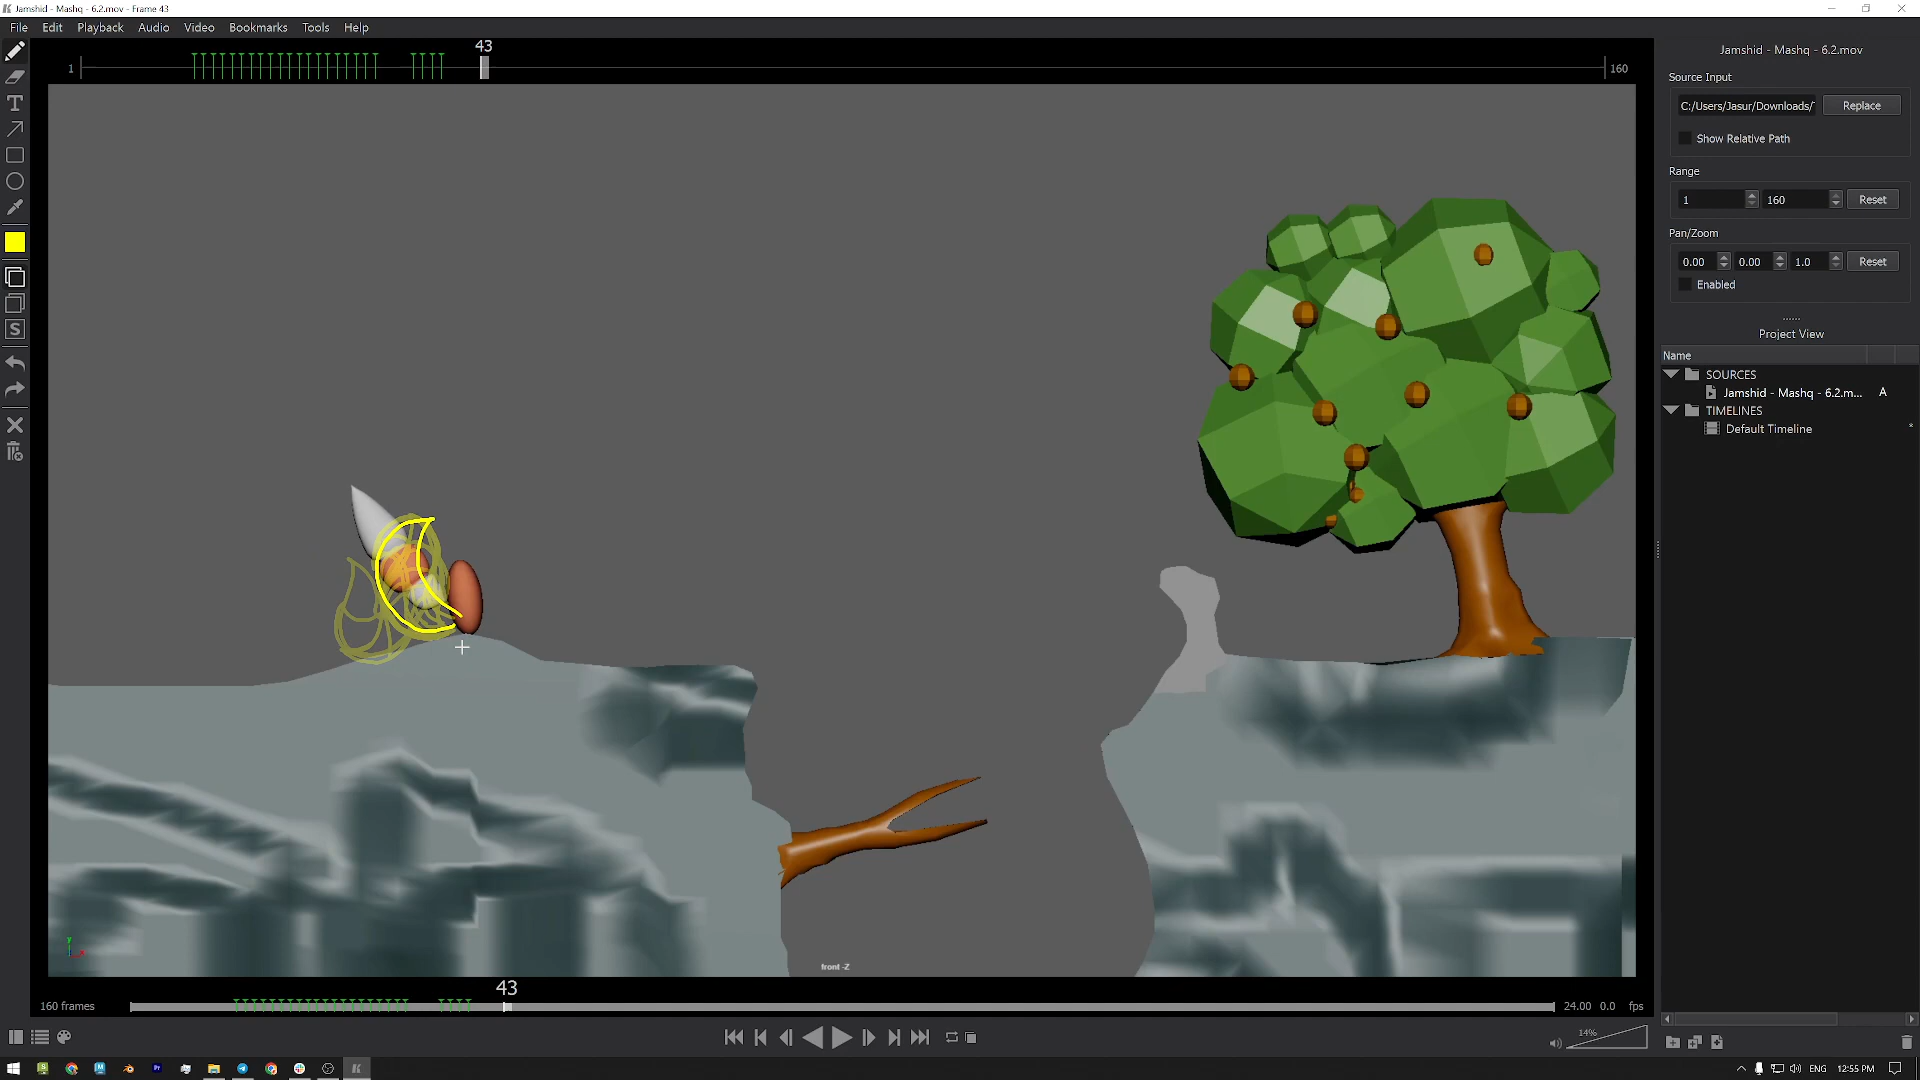 Jamshid - Mashq - 6.2.mov - Frame 43
File Edit Playback Audio Video Bookmarks Tools Help
43
1
160
Jamshid - Mashq - 6.2.mov
Source Input
C:/Users/Jasur/Downloads/
Replace
Show Relative Path
Range
1 160 Reset
Pan/Zoom
0.00 0.00 1.0 Reset
Enabled
Project View
Name
SOURCES
Jamshid - Mashq - 6.2.m... A
TIMELINES
Default Timeline *
T
S
y
x
front -Z
43
160 frames
24.00 0.0 fps
14%
ENG 12:55 PM